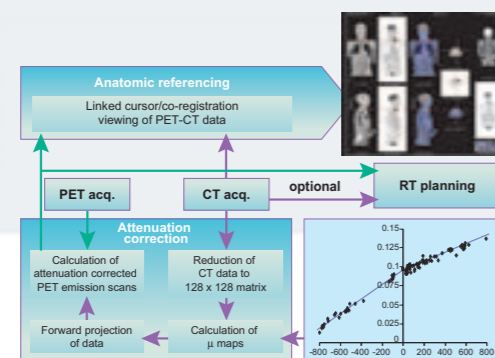 Anatomic referencing
Linked cursor/co-registration
viewing of PET-CT data
PET acq.
CT acq.
optional
RT planning
Attenuation
correction
Calculation of
attenuation corrected
PET emission scans
Reduction of
CT data to
128 x 128 matrix
Forward projection
of data
Calculation of
μ maps
0.15
0.125
0.1
0.075
0.05
0.025
0
-800 -600 -400 -200 0 200 400 600 800